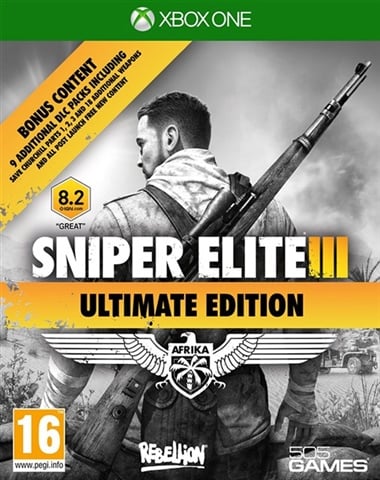 XBOX ONE
BONUS CONTENT
9 ADDITIONAL DLC PACKS INCLUDING
SAVE CHURCHILL PARTS 1, 2, 3 AND 18 ADDITIONAL WEAPONS
AND ALL POST LAUNCH FREE NEW CONTENT
8.2
IGN.com
"GREAT"
SNIPER ELITE III
ULTIMATE EDITION
AFRIKA
16
www.pegi.info
REBELLION
505
GAMES